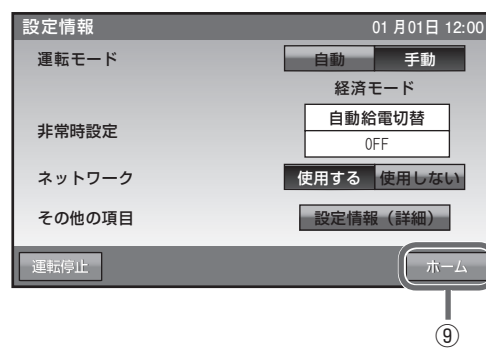 設定情報 01月01日 12:00
運転モード 自動 手動
経済モード
非常時設定 自動給電切替
OFF
ネットワーク 使用する 使用しない
その他の項目 設定情報（詳細）
運転停止 ホーム
⑨